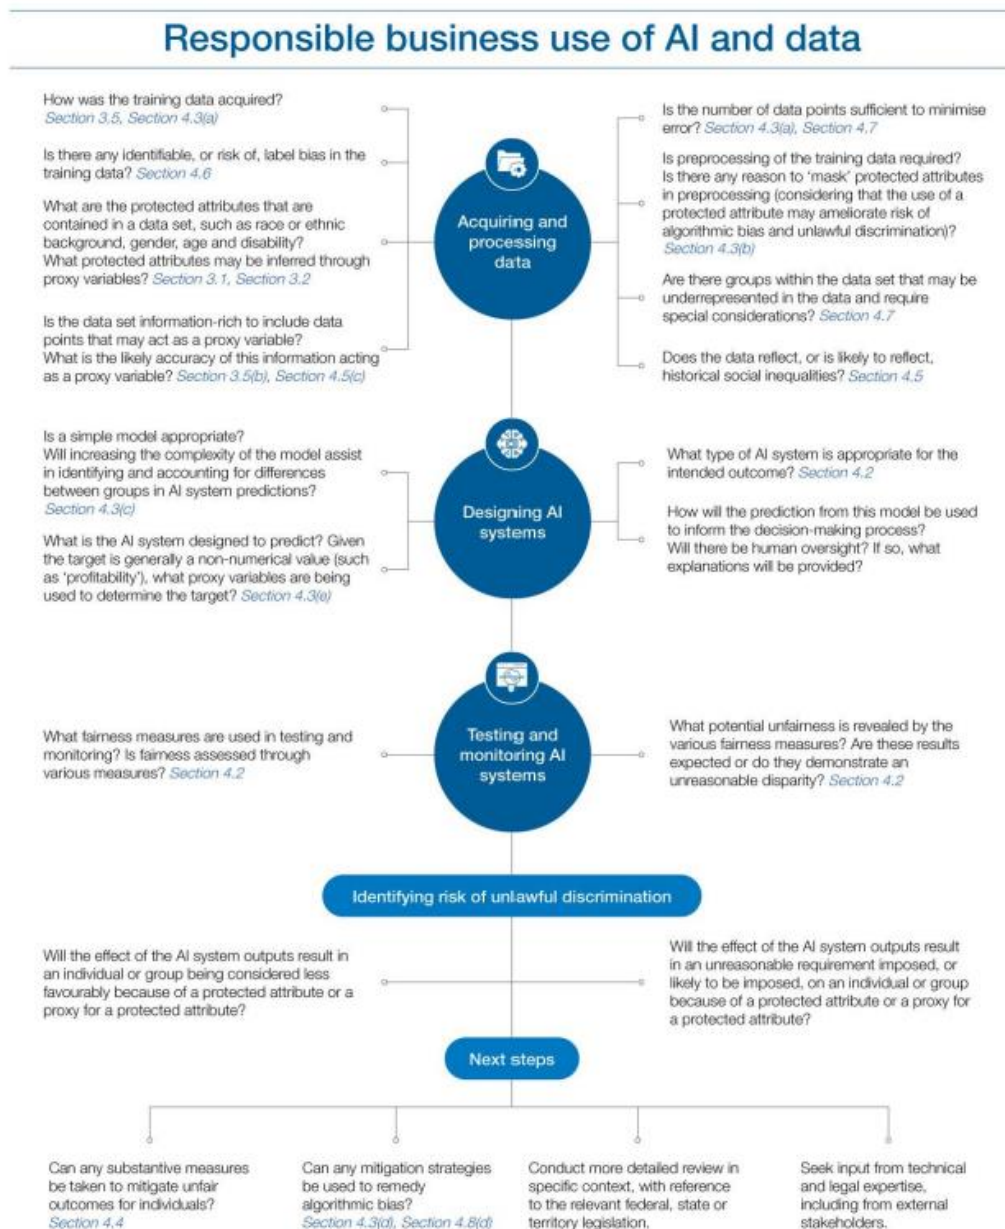 Responsible business use of AI and data
How was the training data acquired?
Section 3.5, Section 4.3(a)
Is there any identifiable, or risk of, label bias in the
training data? Section 4.6
What are the protected attributes that are
contained in a data set, such as race or ethnic
background, gender, age and disability?
What protected attributes may be inferred through
proxy variables? Section 3.1, Section 3.2
Is the data set information-rich to include data
points that may act as a proxy variable?
What is the likely accuracy of this information acting
as a proxy variable? Section 3.5(b), Section 4.5(c)
Acquiring and
processing
data
Is the number of data points sufficient to minimise
error? Section 4.3(a), Section 4.7
Is preprocessing of the training data required?
Is there any reason to ‘mask’ protected attributes
in preprocessing (considering that the use of a
protected attribute may ameliorate risk of
algorithmic bias and unlawful discrimination)?
Section 4.3(b)
Are there groups within the data set that may be
underrepresented in the data and require
special considerations? Section 4.7
Does the data reflect, or is likely to reflect,
historical social inequalities? Section 4.5
Is a simple model appropriate?
Will increasing the complexity of the model assist
in identifying and accounting for differences
between groups in AI system predictions?
Section 4.3(c)
What is the AI system designed to predict? Given
the target is generally a non-numerical value (such
as ‘profitability’), what proxy variables are being
used to determine the target? Section 4.3(e)
Designing AI
systems
What type of AI system is appropriate for the
intended outcome? Section 4.2
How will the prediction from this model be used
to inform the decision-making process?
Will there be human oversight? If so, what
explanations will be provided?
What fairness measures are used in testing and
monitoring? Is fairness assessed through
various measures? Section 4.2
Testing and
monitoring AI
systems
What potential unfairness is revealed by the
various fairness measures? Are these results
expected or do they demonstrate an
unreasonable disparity? Section 4.2
Identifying risk of unlawful discrimination
Will the effect of the AI system outputs result in
an individual or group being considered less
favourably because of a protected attribute or a
proxy for a protected attribute?
Will the effect of the AI system outputs result
in an unreasonable requirement imposed, or
likely to be imposed, on an individual or group
because of a protected attribute or a proxy for
a protected attribute?
Next steps
Can any substantive measures
be taken to mitigate unfair
outcomes for individuals?
Section 4.4
Can any mitigation strategies
be used to remedy
algorithmic bias?
Section 4.3(d), Section 4.8(d)
Conduct more detailed review in
specific context, with reference
to the relevant federal, state or
territory legislation.
Seek input from technical
and legal expertise,
including from external
stakeholders.